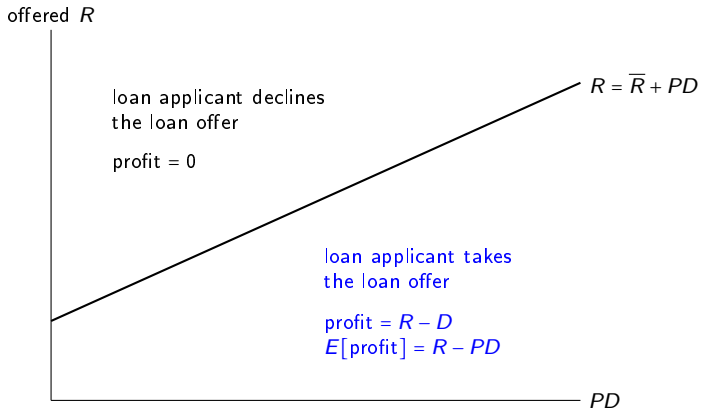 offered R
loan applicant declines
the loan offer
profit = 0
R = R̅ + PD
loan applicant takes
the loan offer
profit = R – D
E[profit] = R – PD
PD